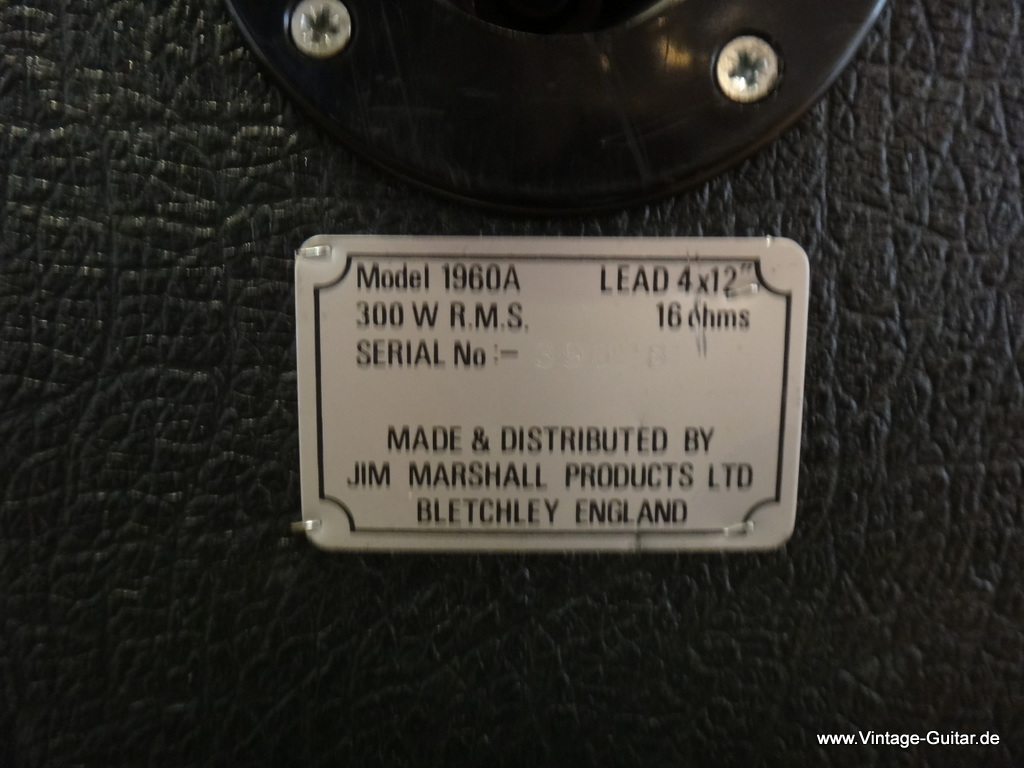 Model 1960A LEAD 4x12"
300 W R.M.S. 16 ohms
SERIAL No :-
MADE & DISTRIBUTED BY
JIM MARSHALL PRODUCTS LTD
BLETCHLEY ENGLAND
www.Vintage-Guitar.de